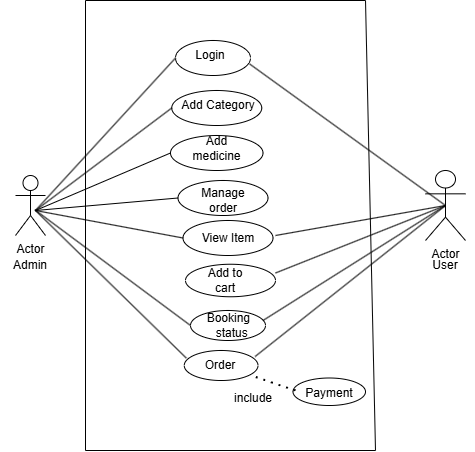 Login
Add Category
Add
medicine
Manage
order
View Item
Add to
cart
Booking
status
Order
include
Payment
Actor
Admin
Actor
User